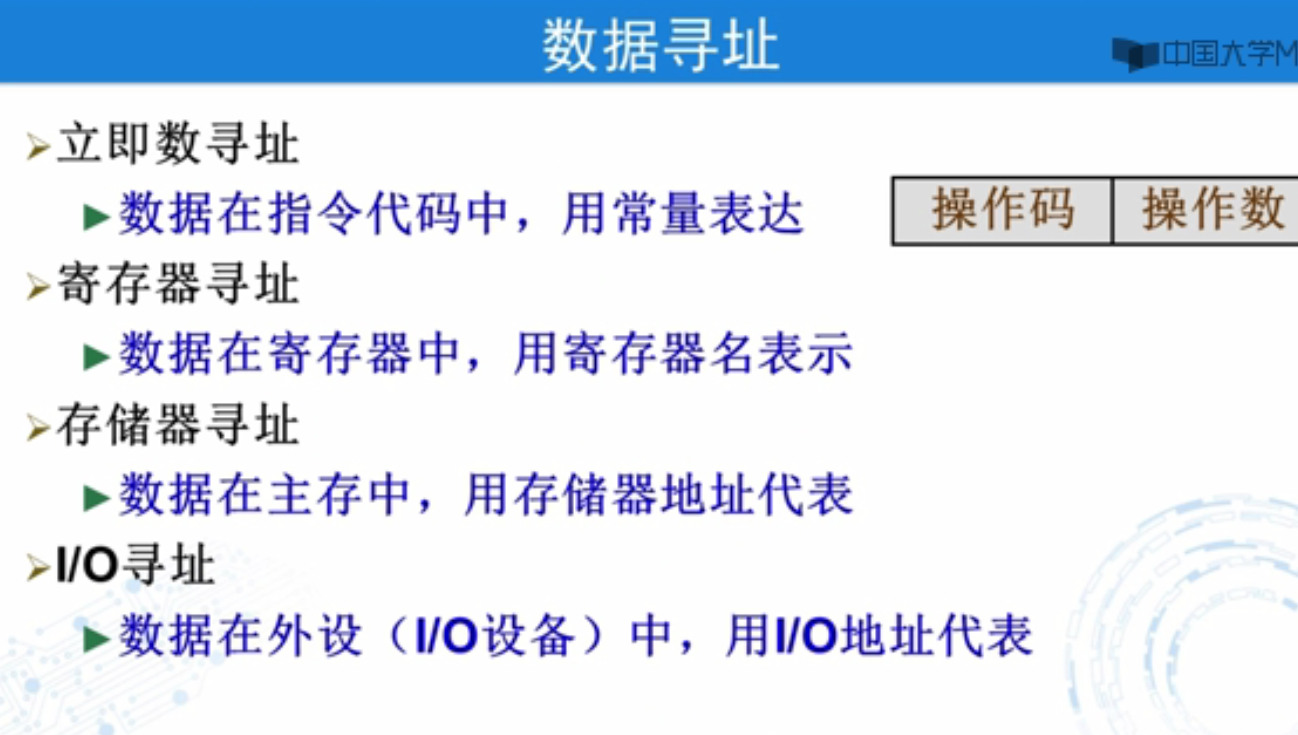 数据寻址
中国大学M
立即数寻址
数据在指令代码中，用常量表达
操作码 操作数
寄存器寻址
数据在寄存器中，用寄存器名表示
存储器寻址
数据在主存中，用存储器地址代表
I/O寻址
数据在外设（I/O设备）中，用I/O地址代表